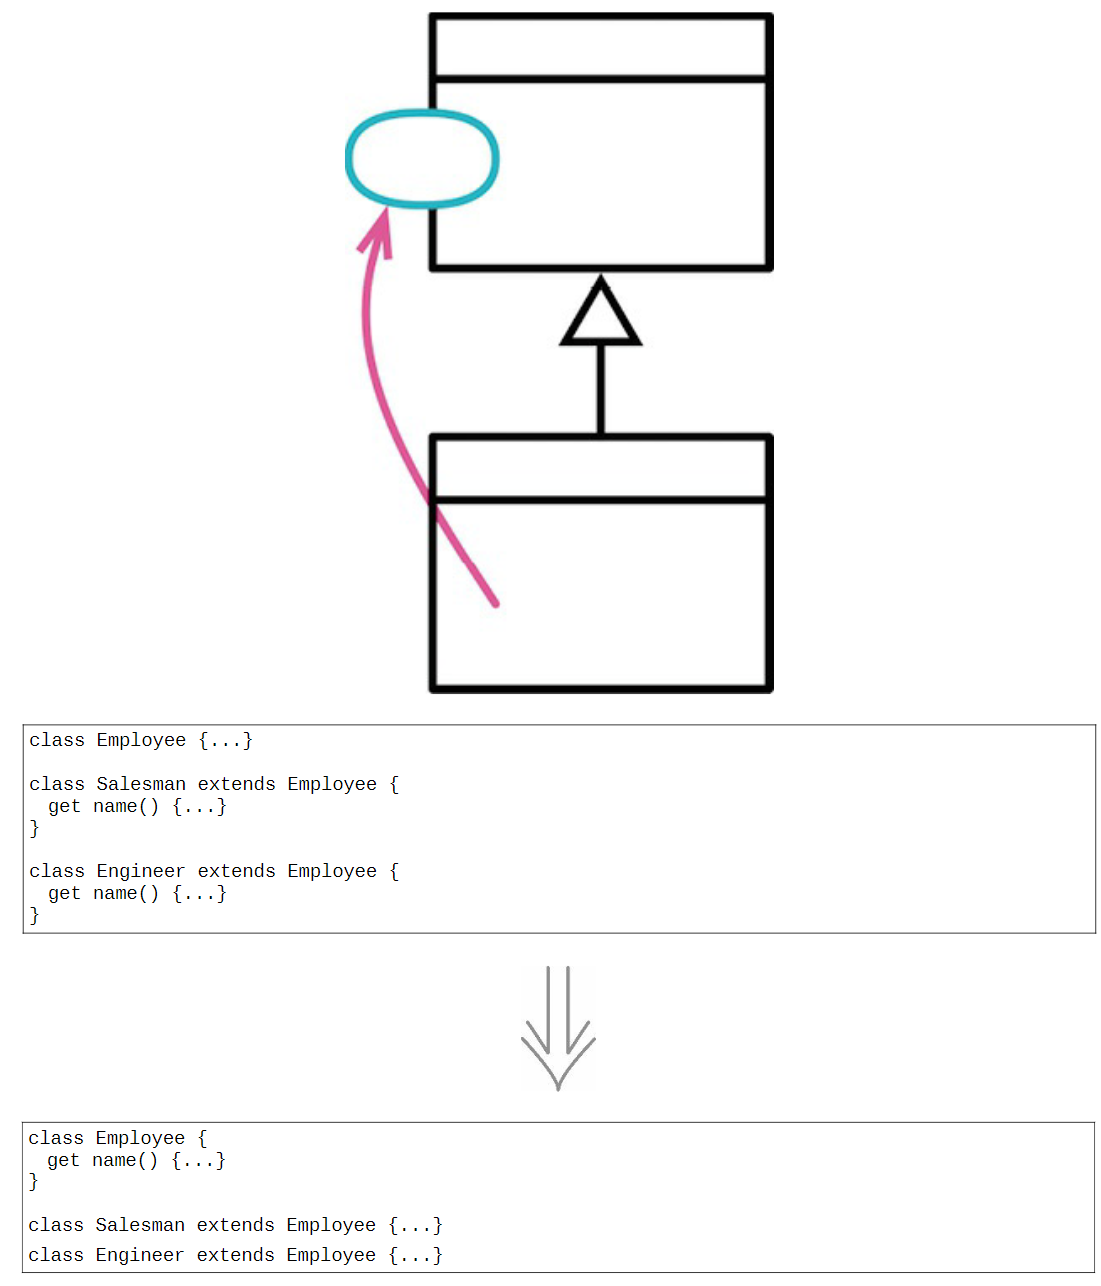 class Employee {...}
class Salesman extends Employee {
  get name() {...}
}
class Engineer extends Employee {
  get name() {...}
}
class Employee {
  get name() {...}
}
class Salesman extends Employee {...}
class Engineer extends Employee {...}